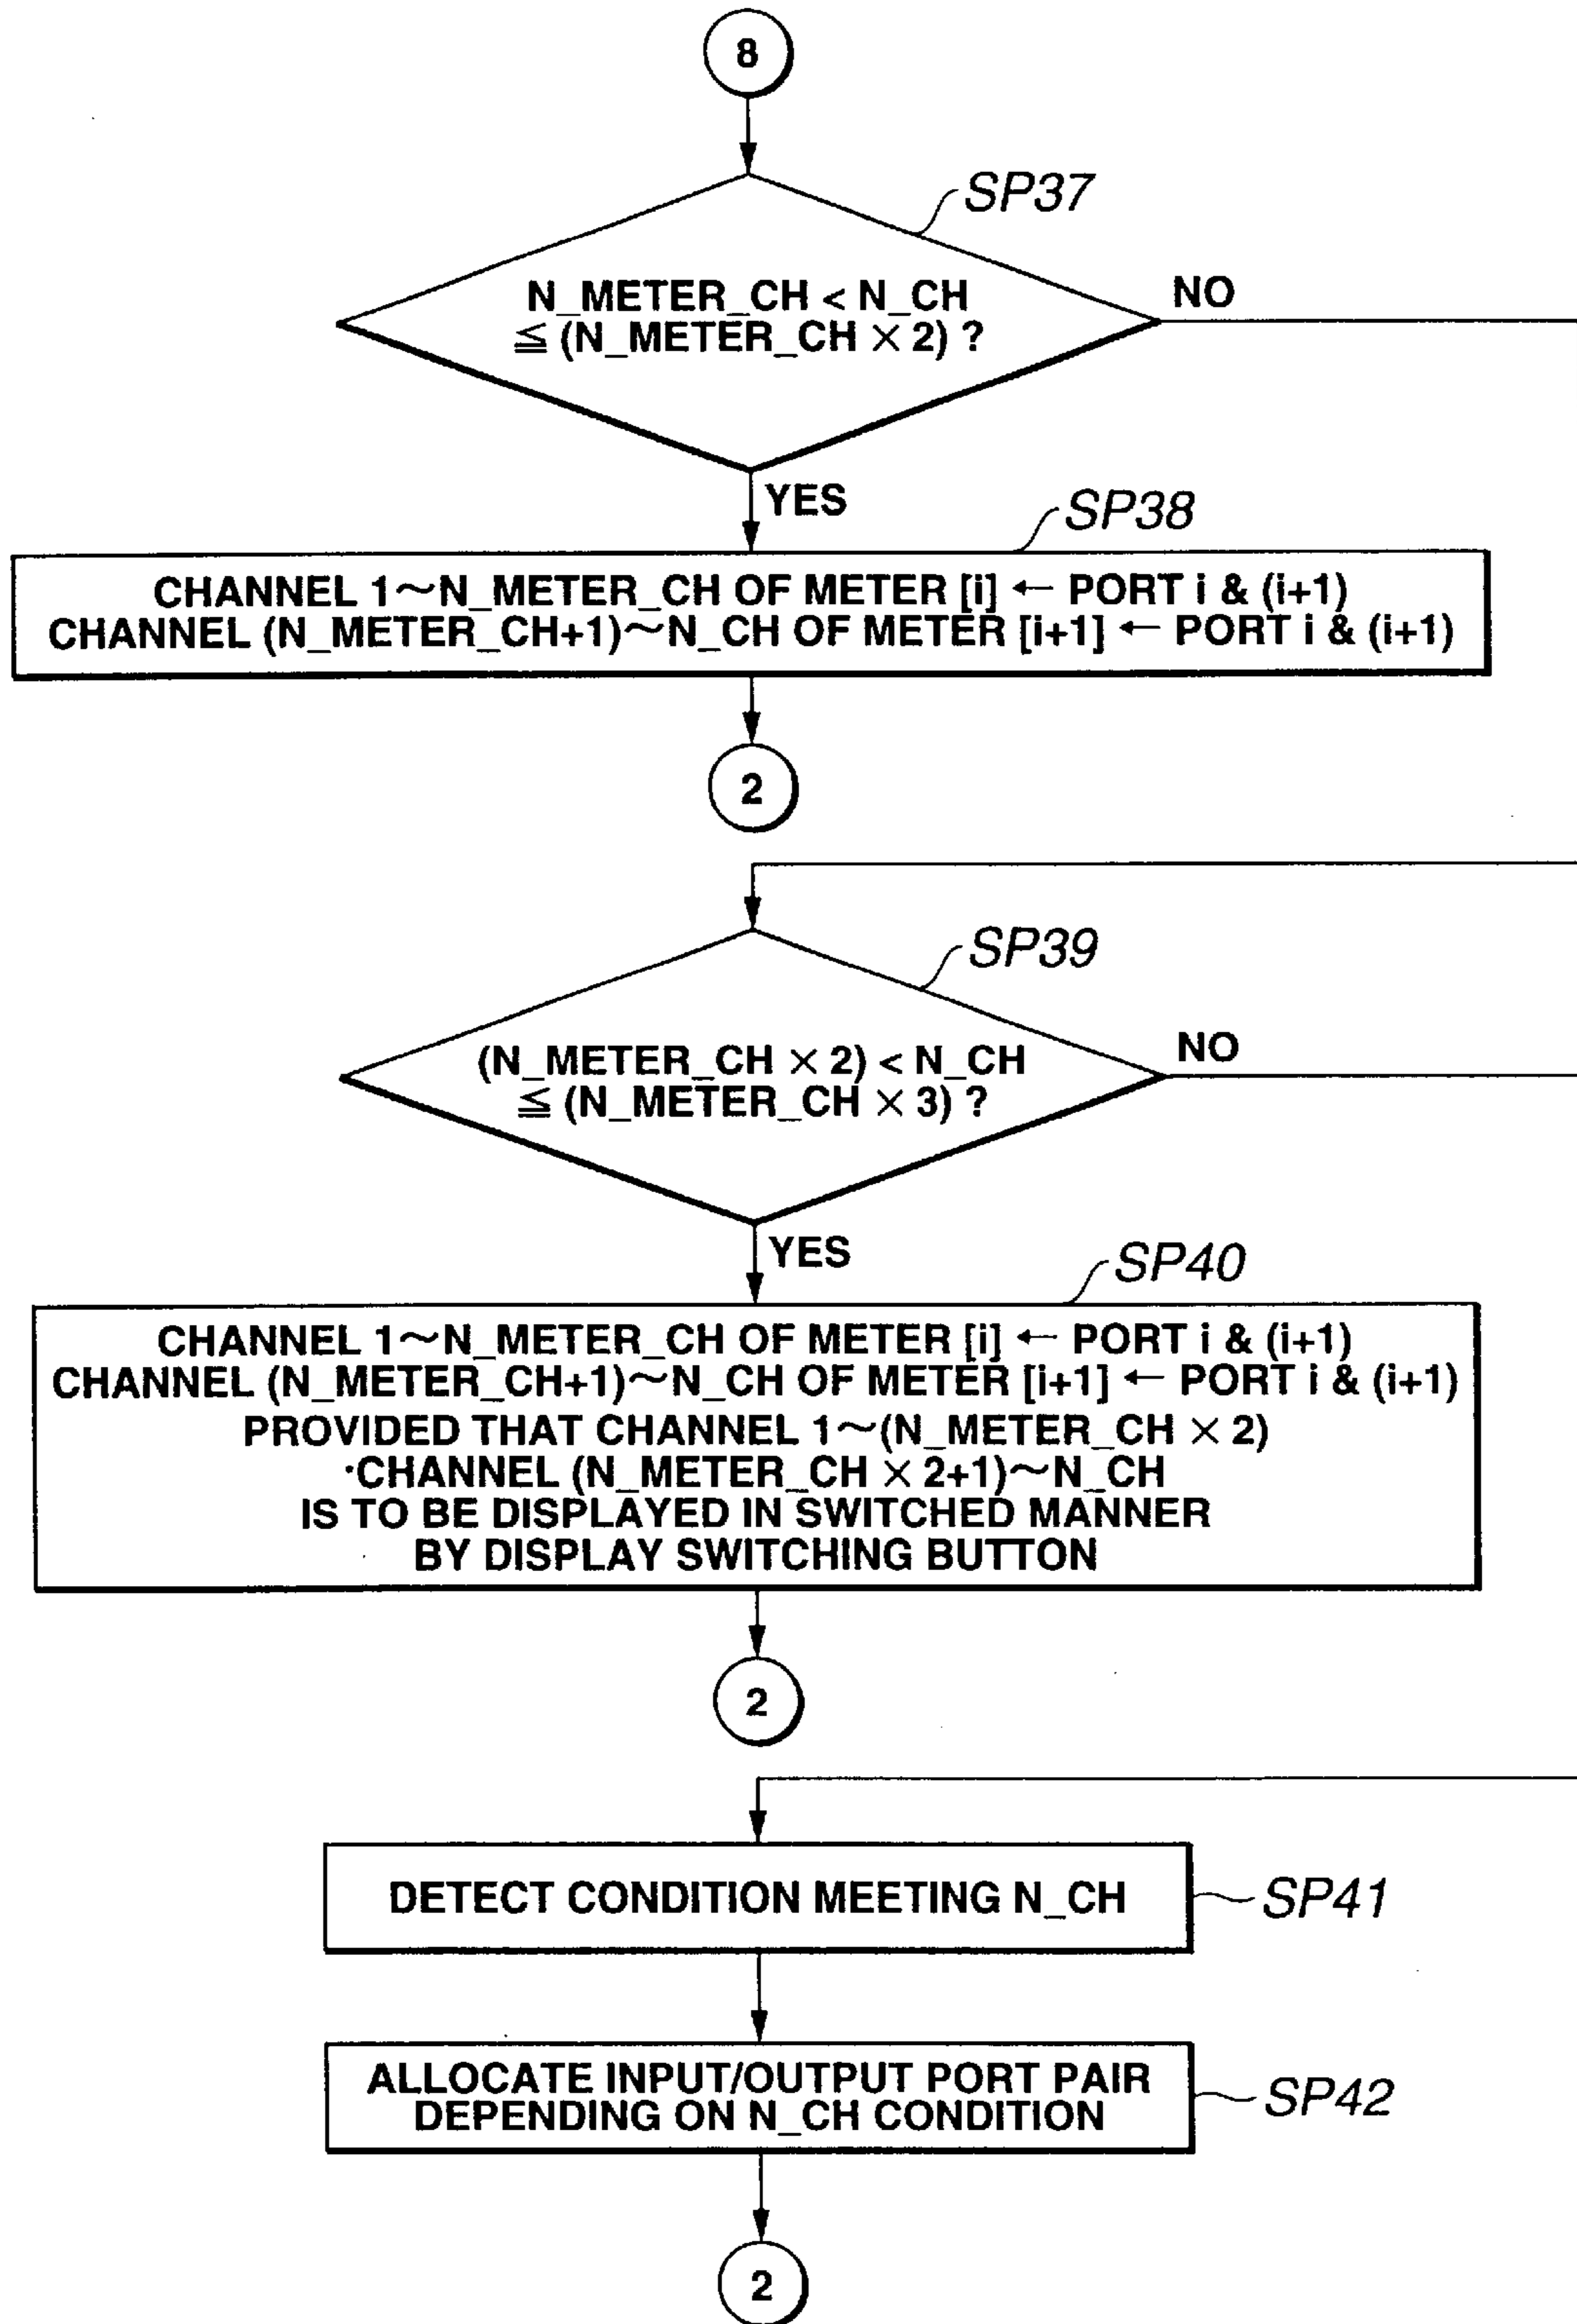 8
SP37
N_METER_CH < N_CH
≦ (N_METER_CH × 2) ?
NO
YES
SP38
CHANNEL 1~N_METER_CH OF METER [i] ← PORT i & (i+1)
CHANNEL (N_METER_CH+1)~N_CH OF METER [i+1] ← PORT i & (i+1)
2
SP39
(N_METER_CH × 2) < N_CH
≦ (N_METER_CH × 3) ?
NO
YES
SP40
CHANNEL 1~N_METER_CH OF METER [i] ← PORT i & (i+1)
CHANNEL (N_METER_CH+1)~N_CH OF METER [i+1] ← PORT i & (i+1)
PROVIDED THAT CHANNEL 1~(N_METER_CH × 2)
·CHANNEL (N_METER_CH × 2+1)~N_CH
IS TO BE DISPLAYED IN SWITCHED MANNER
BY DISPLAY SWITCHING BUTTON
2
DETECT CONDITION MEETING N_CH
SP41
ALLOCATE INPUT/OUTPUT PORT PAIR
DEPENDING ON N_CH CONDITION
SP42
2